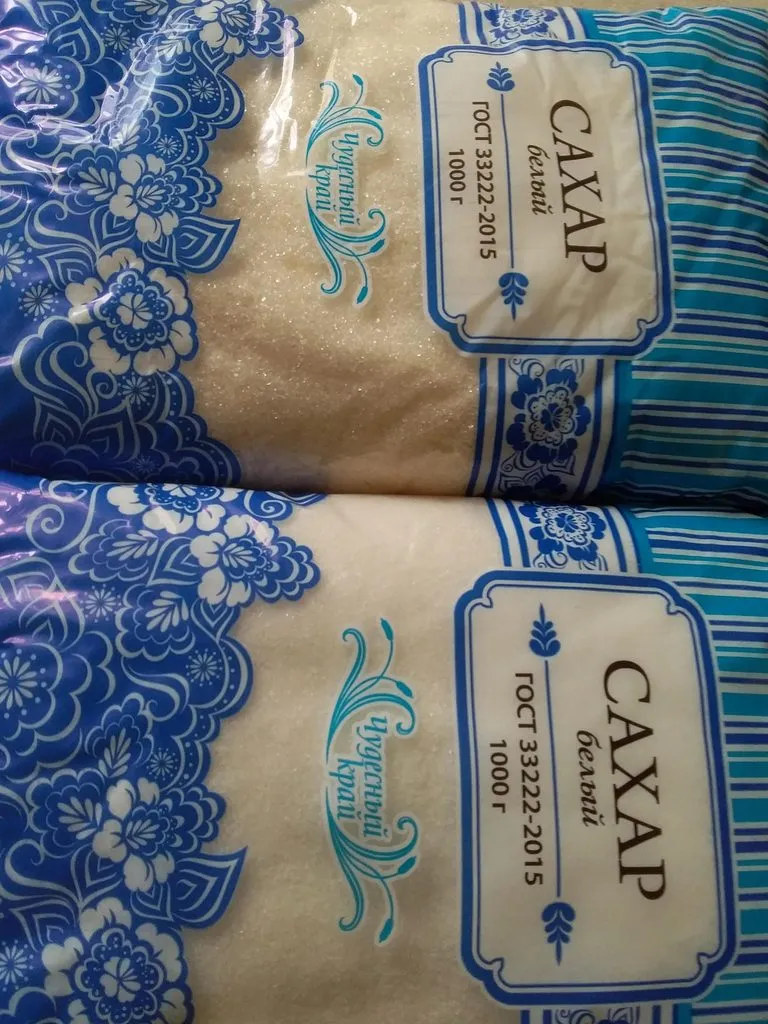 САХАР
белый
ГОСТ 33222-2015
1000 г
Чудесный
край
САХАР
белый
ГОСТ 33222-2015
1000 г
Чудесный
край